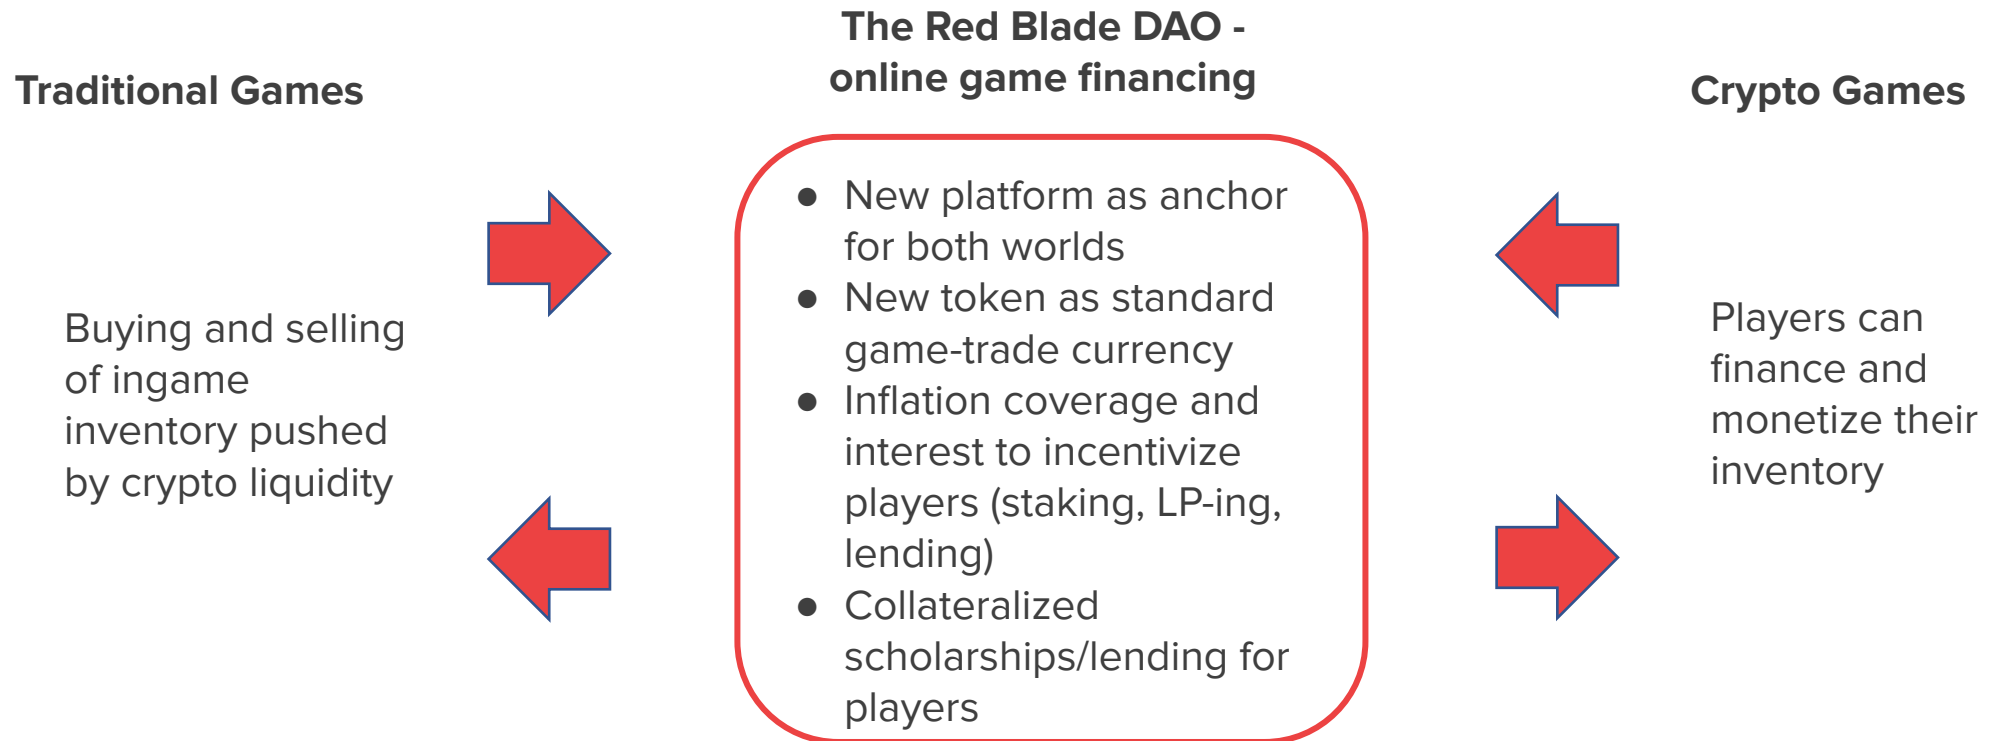 Traditional Games
Buying and selling
of ingame
inventory pushed
by crypto liquidity
The Red Blade DAO -
online game financing
● New platform as anchor
for both worlds
● New token as standard
game-trade currency
● Inflation coverage and
interest to incentivize
players (staking, LP-ing,
lending)
● Collateralized
scholarships/lending for
players
Crypto Games
Players can
finance and
monetize their
inventory